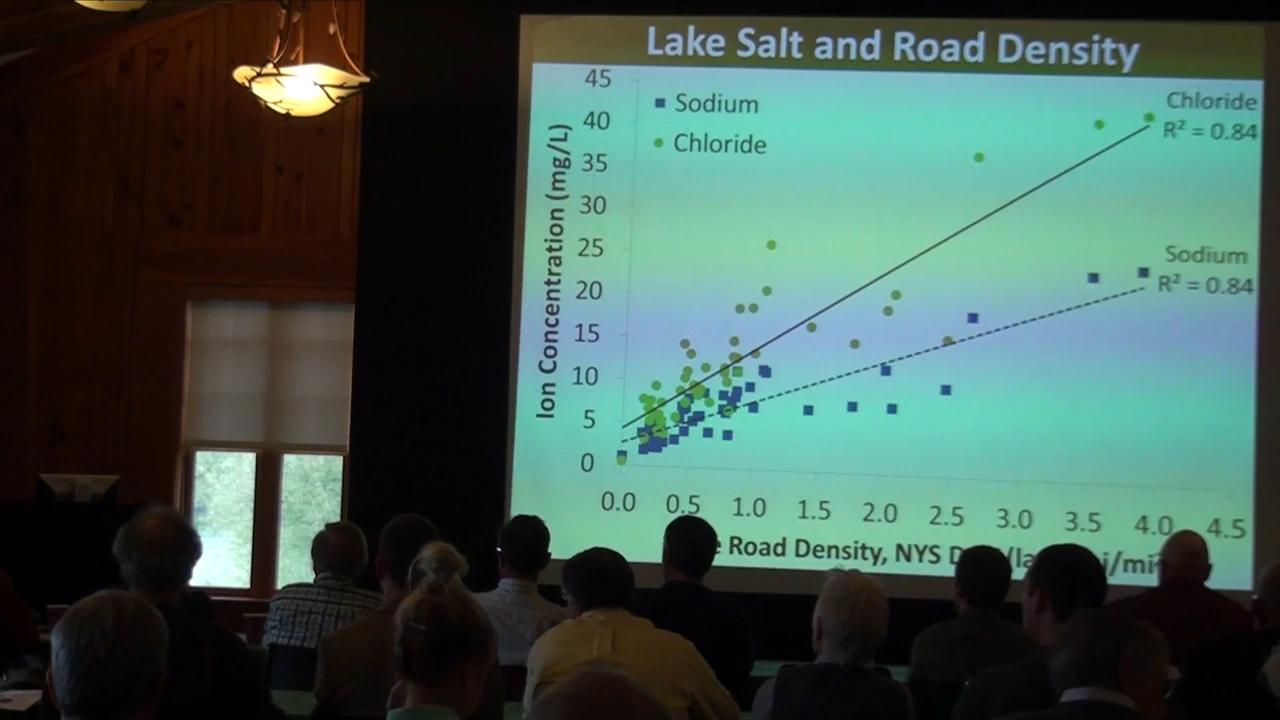 Lake Salt and Road Density
45
40
35
30
25
20
15
10
5
0
Ion Concentration (mg/L)
Sodium
Chloride
Chloride
R² = 0.84
Sodium
R² = 0.84
0.0 0.5 1.0 1.5 2.0 2.5 3.0 3.5 4.0 4.5
Road Density, NYS